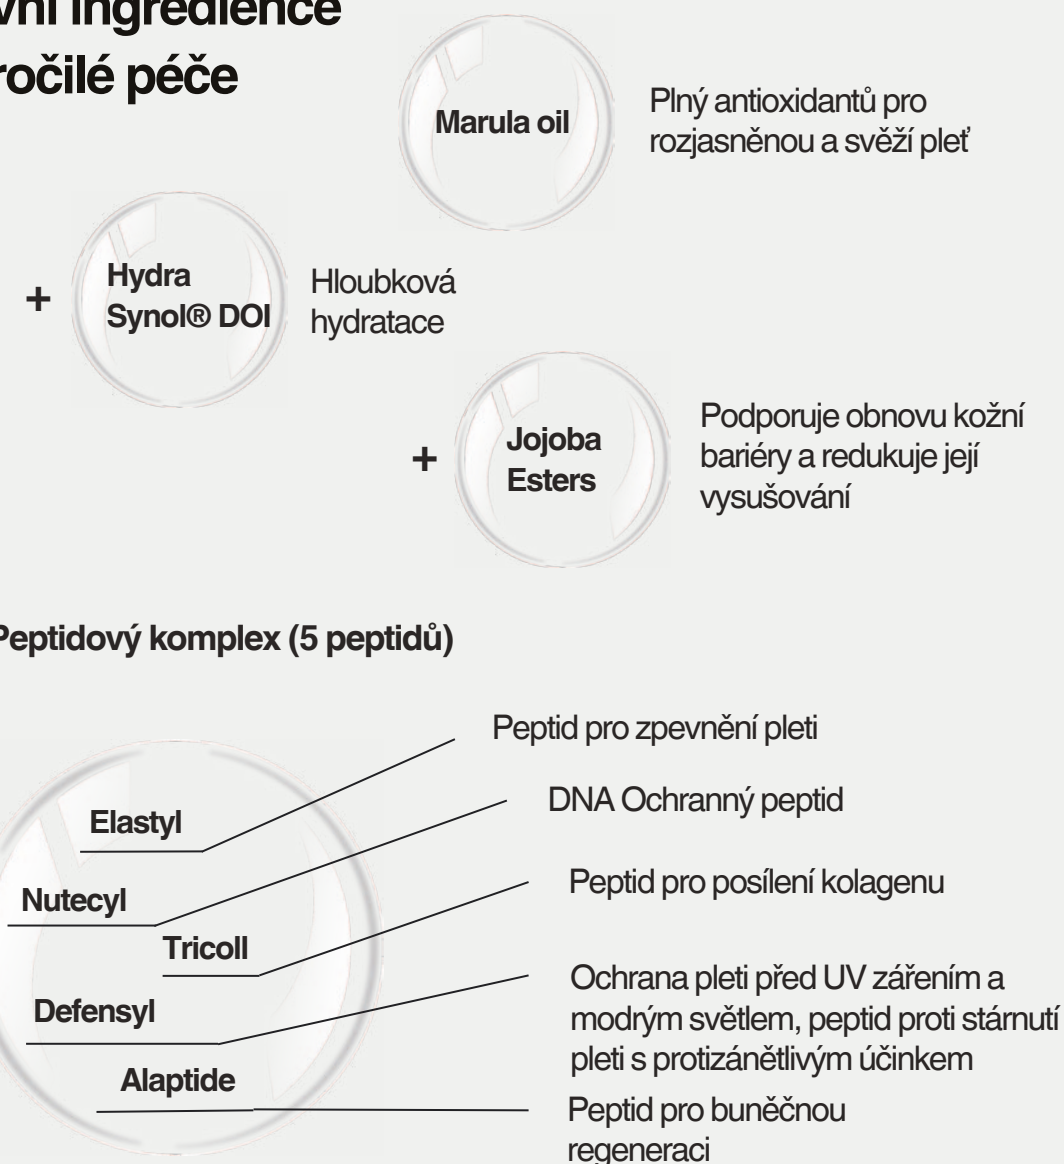 vní ingredience
ročilé péče
Marula oil
Plný antioxidantů pro
rozjasněnou a svěží pleť
+
Hydra
Synol® DOI
Hloubková
hydratace
+
Jojoba
Esters
Podporuje obnovu kožní
bariéry a redukuje její
vysušování
Peptidový komplex (5 peptidů)
Elastyl
Peptid pro zpevnění pleti
Nutecyl
DNA Ochranný peptid
Tricoll
Peptid pro posílení kolagenu
Defensyl
Ochrana pleti před UV zářením a
modrým světlem, peptid proti stárnutí
pleti s protizánětlivým účinkem
Alaptide
Peptid pro buněčnou
regeneraci